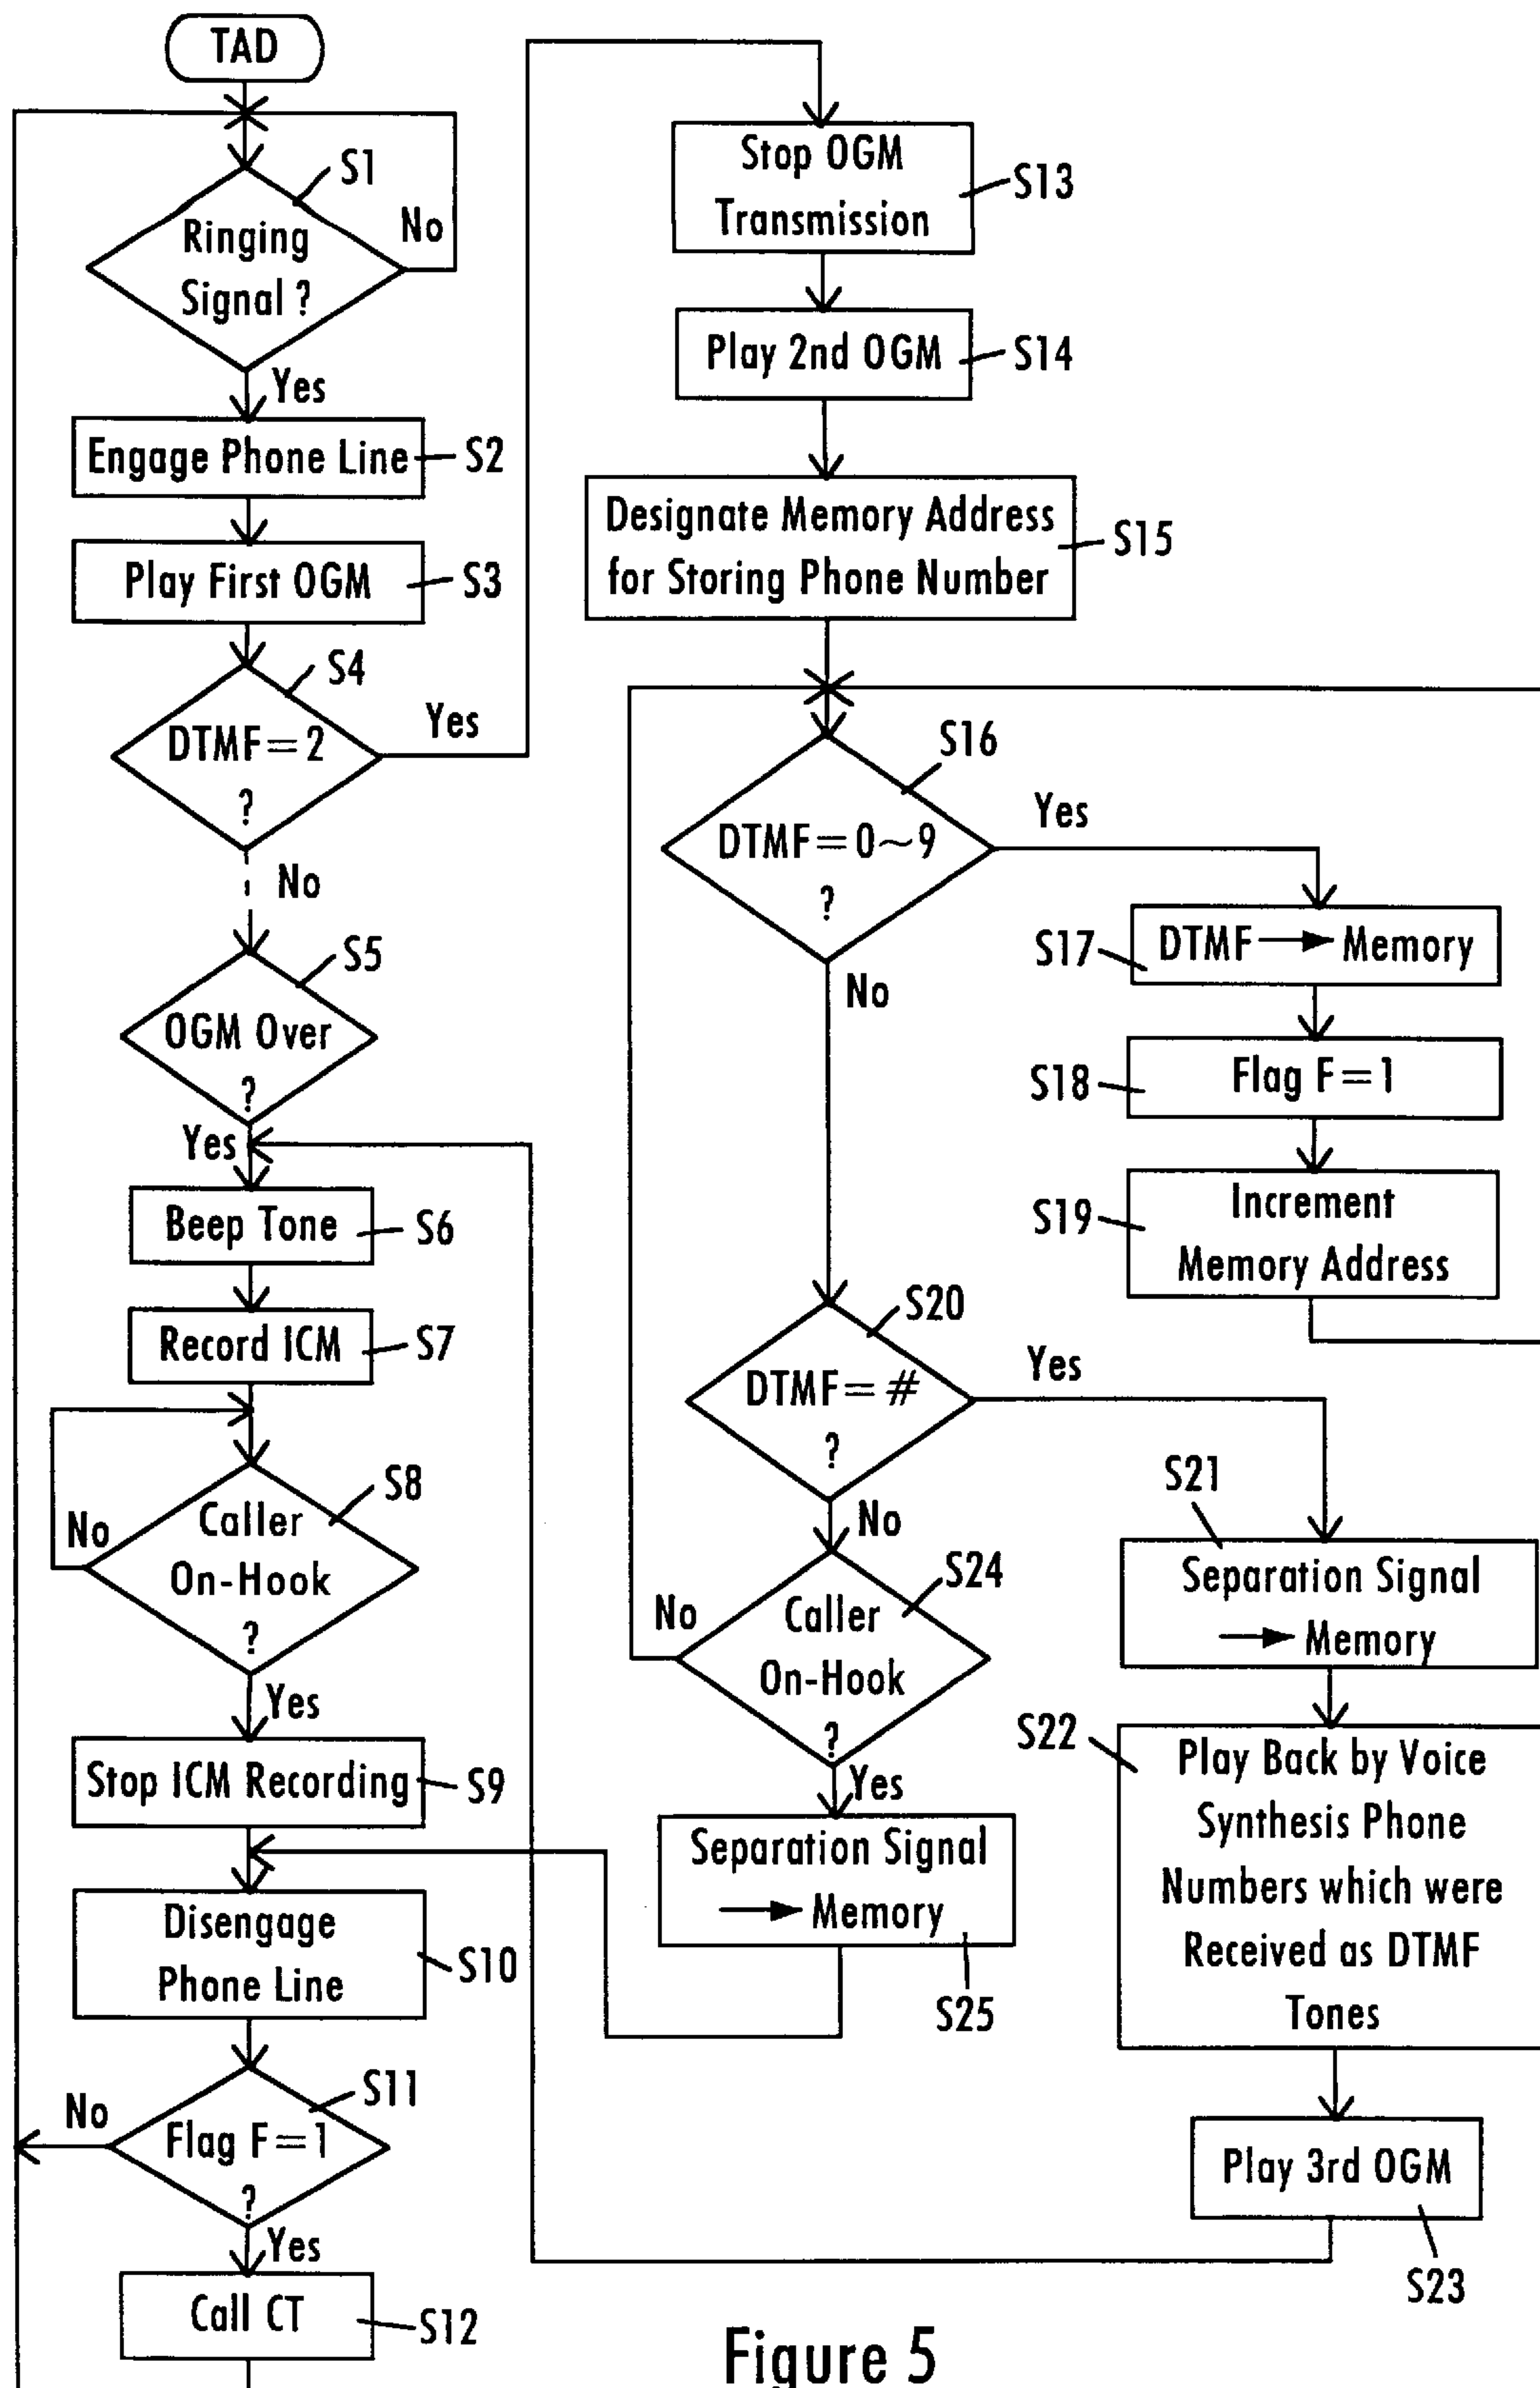 TAD
S1
Ringing
Signal ?
No
Yes
Engage Phone Line
S2
Play First OGM
S3
S4
DTMF=2
?
Yes
No
S5
OGM Over
?
Yes
Beep Tone
S6
Record ICM
S7
S8
Caller
On-Hook
?
No
Yes
Stop ICM Recording
S9
Disengage
Phone Line
S10
S11
Flag F=1
?
No
Yes
Call CT
S12
Stop OGM
Transmission
S13
Play 2nd OGM
S14
Designate Memory Address
for Storing Phone Number
S15
S16
DTMF=0~9
?
Yes
No
S17
DTMF → Memory
S18
Flag F=1
S19
Increment
Memory Address
S20
DTMF=#
?
Yes
No
S21
Separation Signal
→ Memory
S22
Play Back by Voice
Synthesis Phone
Numbers which were
Received as DTMF
Tones
Play 3rd OGM
S23
S24
Caller
On-Hook
?
No
Yes
Separation Signal
→ Memory
S25
Figure 5